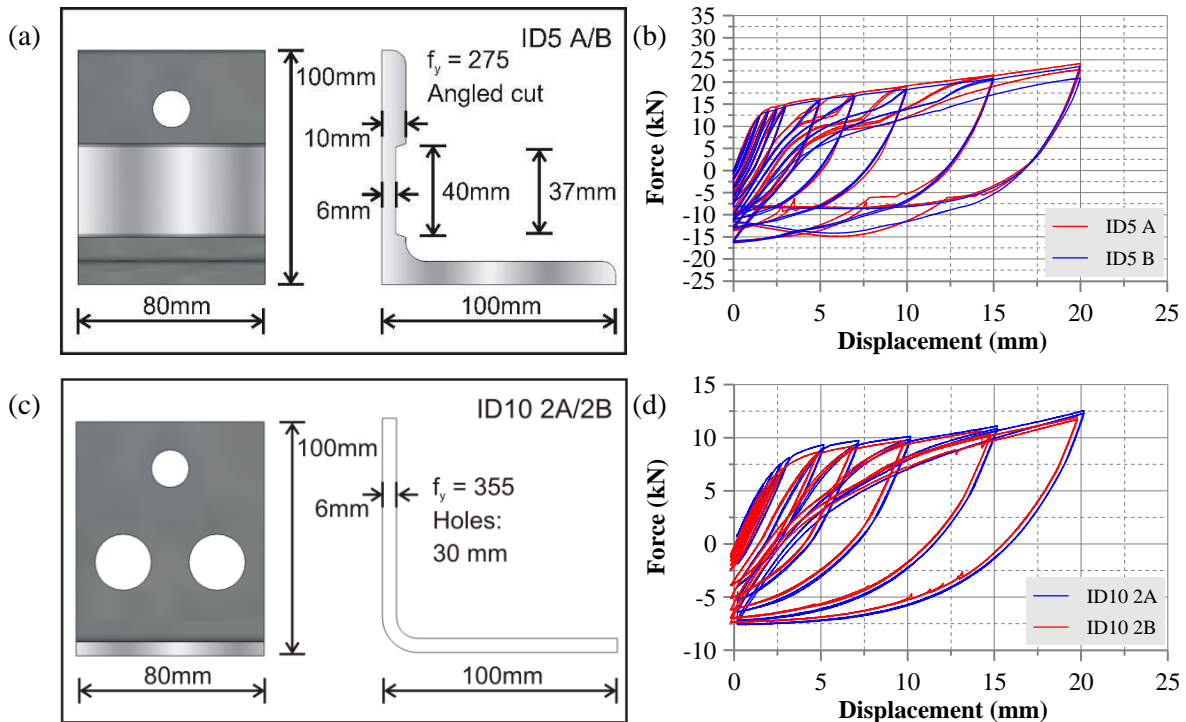 (a)
ID5 A/B
100mm
f_y = 275
Angled cut
10mm
40mm
37mm
6mm
80mm
100mm
(b)
Force (kN)
35
30
25
20
15
10
5
0
-5
-10
-15
-20
-25
ID5 A
ID5 B
0
5
10
15
20
25
Displacement (mm)
(c)
ID10 2A/2B
100mm
6mm
f_y = 355
Holes:
30 mm
80mm
100mm
(d)
Force (kN)
15
10
5
0
-5
-10
ID10 2A
ID10 2B
0
5
10
15
20
25
Displacement (mm)